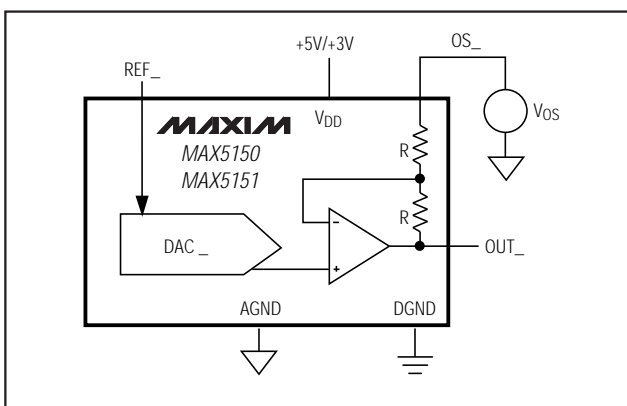 +5V/+3V
OS_
REF_
VDD
VOS
MAXIM
MAX5150
MAX5151
R
R
DAC _
-
+
OUT_
AGND
DGND